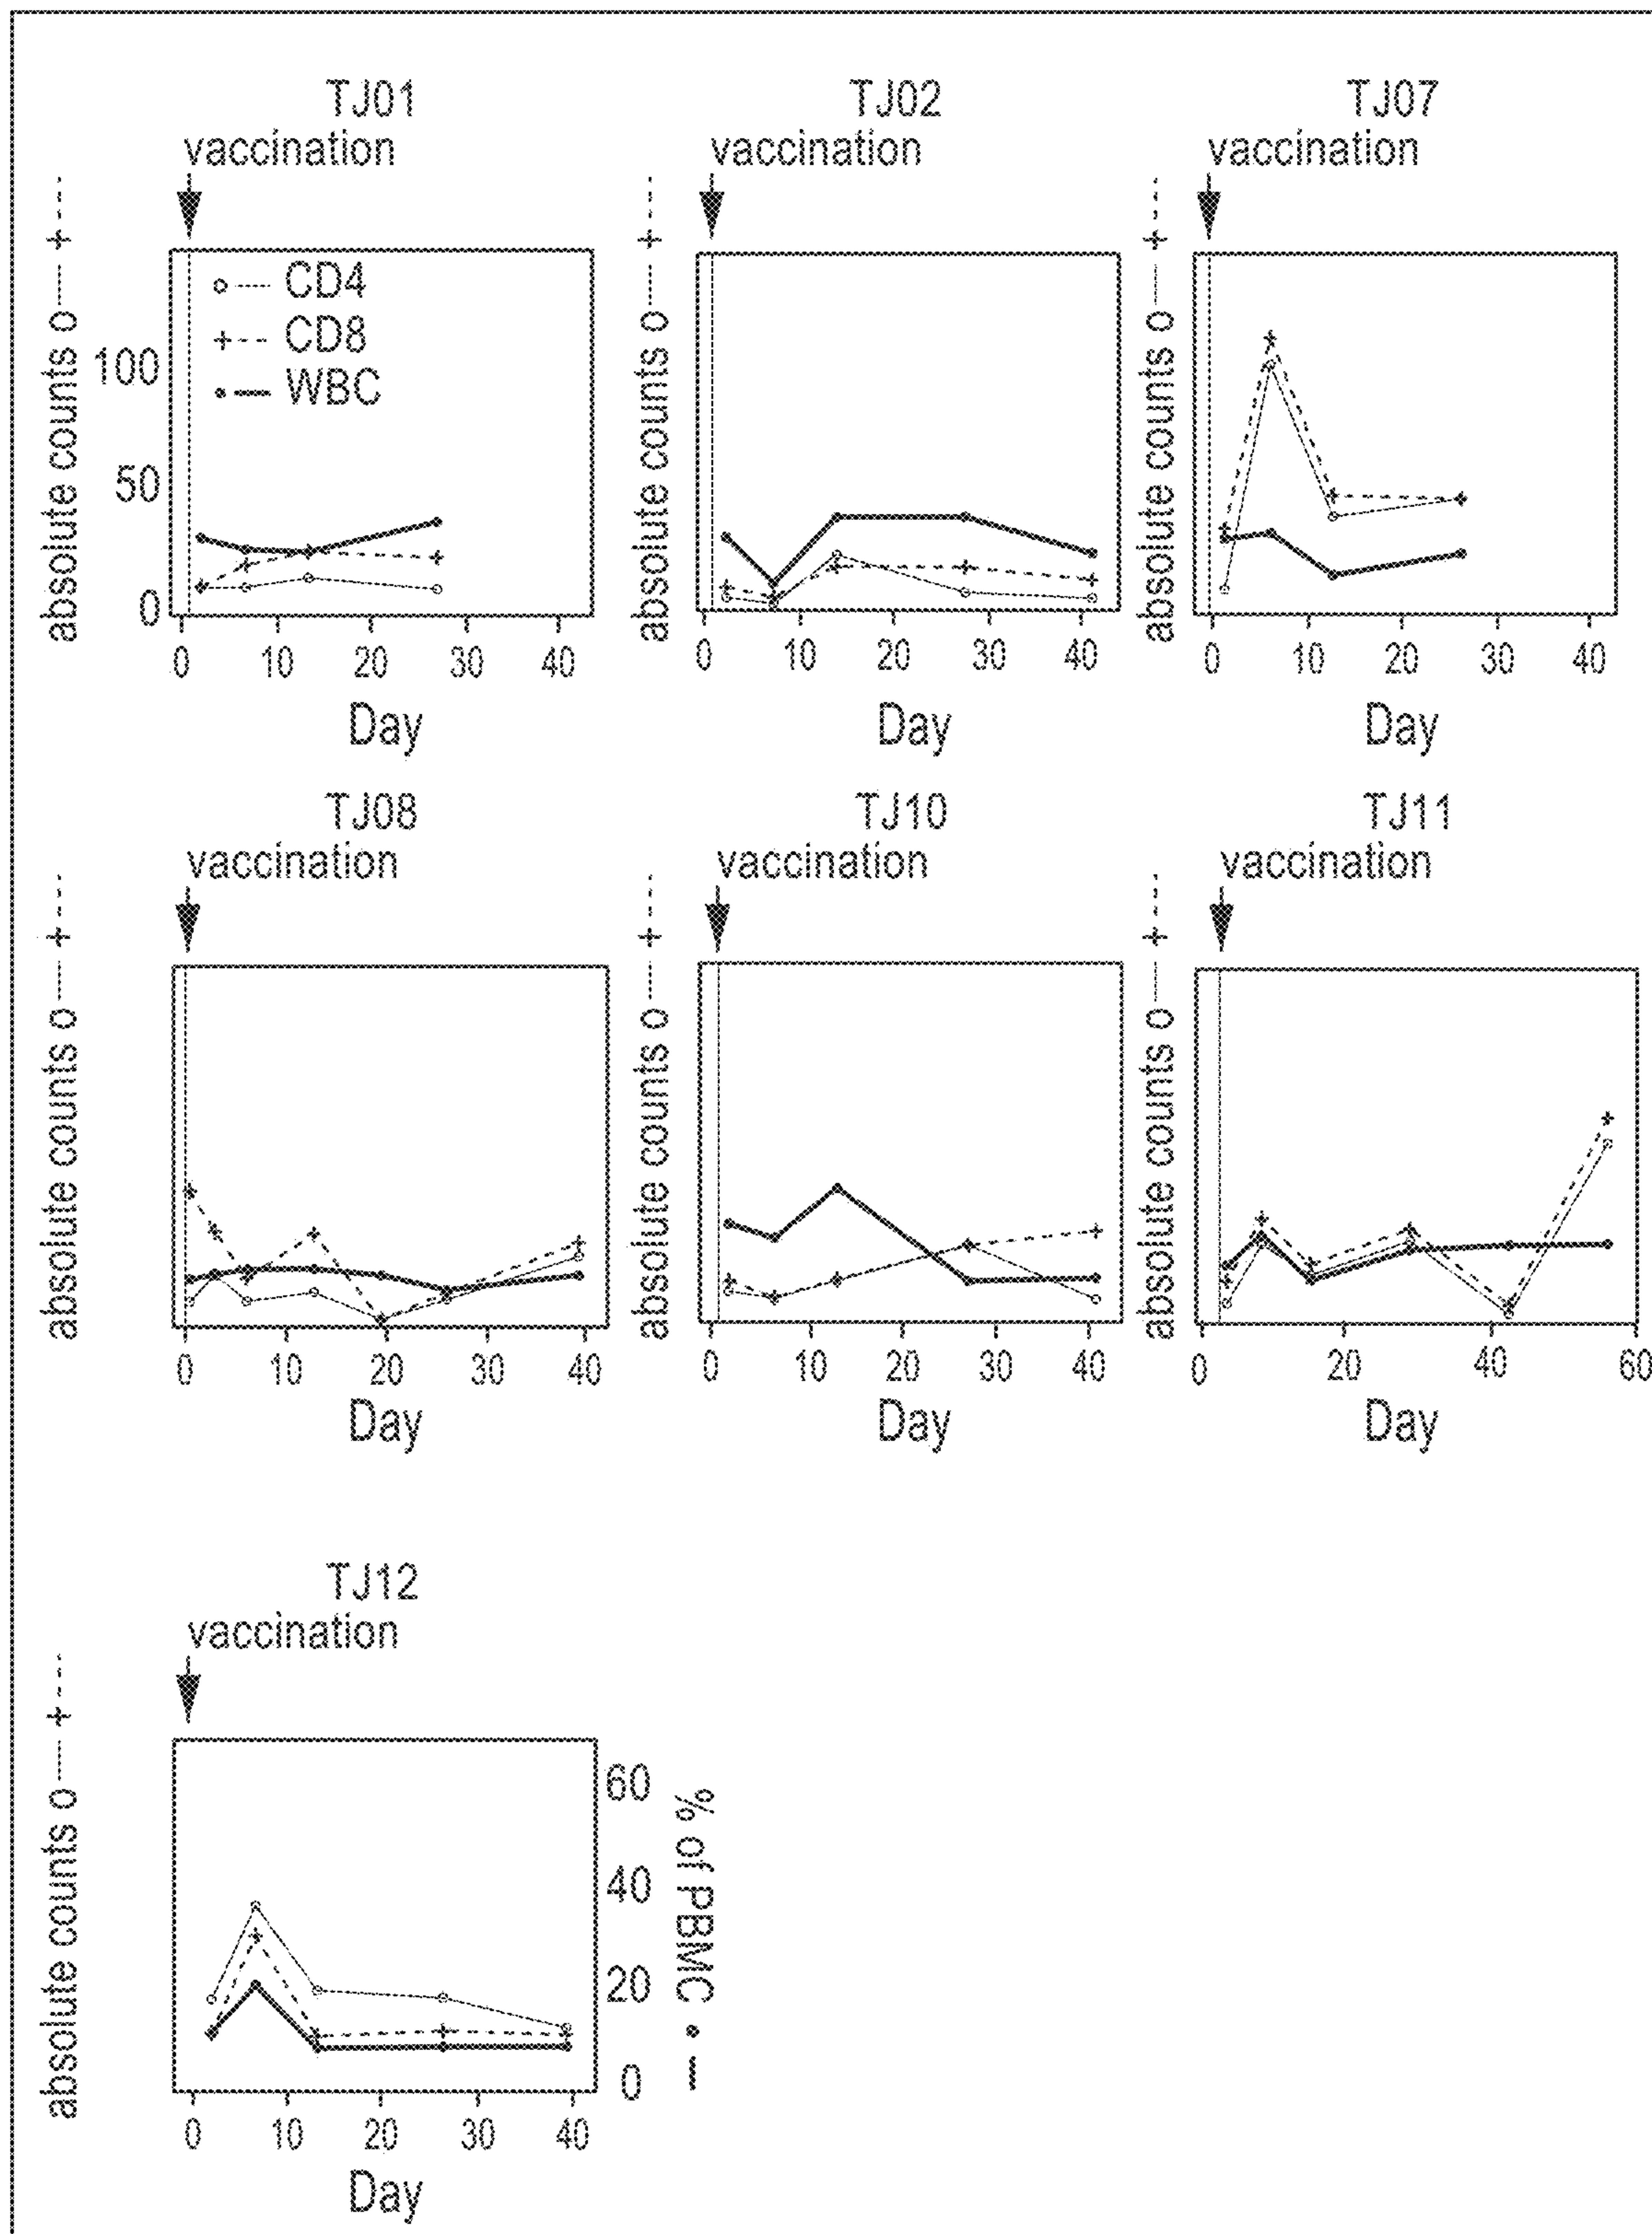 TJ01
vaccination
absolute counts o — + ---
100
50
0
CD4
CD8
WBC
0 10 20 30 40
Day
TJ02
vaccination
absolute counts o — + ---
0 10 20 30 40
Day
TJ07
vaccination
absolute counts o — + ---
0 10 20 30 40
Day
TJ08
vaccination
absolute counts o — + ---
0 10 20 30 40
Day
TJ10
vaccination
absolute counts o — + ---
0 10 20 30 40
Day
TJ11
vaccination
absolute counts o — + ---
0 20 40 60
Day
TJ12
vaccination
absolute counts o — + ---
60
40
20
0
% of PBMC • —
0 10 20 30 40
Day